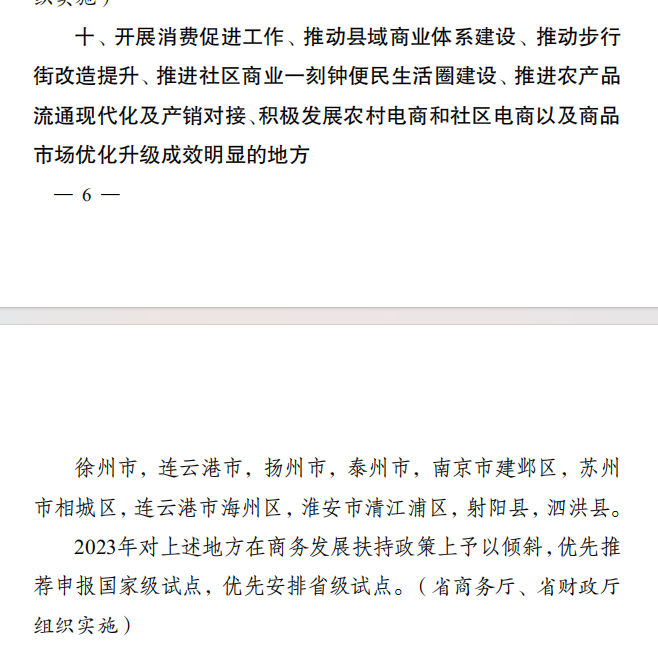 织实施）
十、开展消费促进工作、推动县域商业体系建设、推动步行
街改造提升、推进社区商业一刻钟便民生活圈建设、推进农产品
流通现代化及产销对接、积极发展农村电商和社区电商以及商品
市场优化升级成效明显的地方
— 6 —
徐州市，连云港市，扬州市，泰州市，南京市建邺区，苏州
市相城区，连云港市海州区，淮安市清江浦区，射阳县，泗洪县。
2023年对上述地方在商务发展扶持政策上予以倾斜，优先推
荐申报国家级试点，优先安排省级试点。（省商务厅、省财政厅
组织实施）